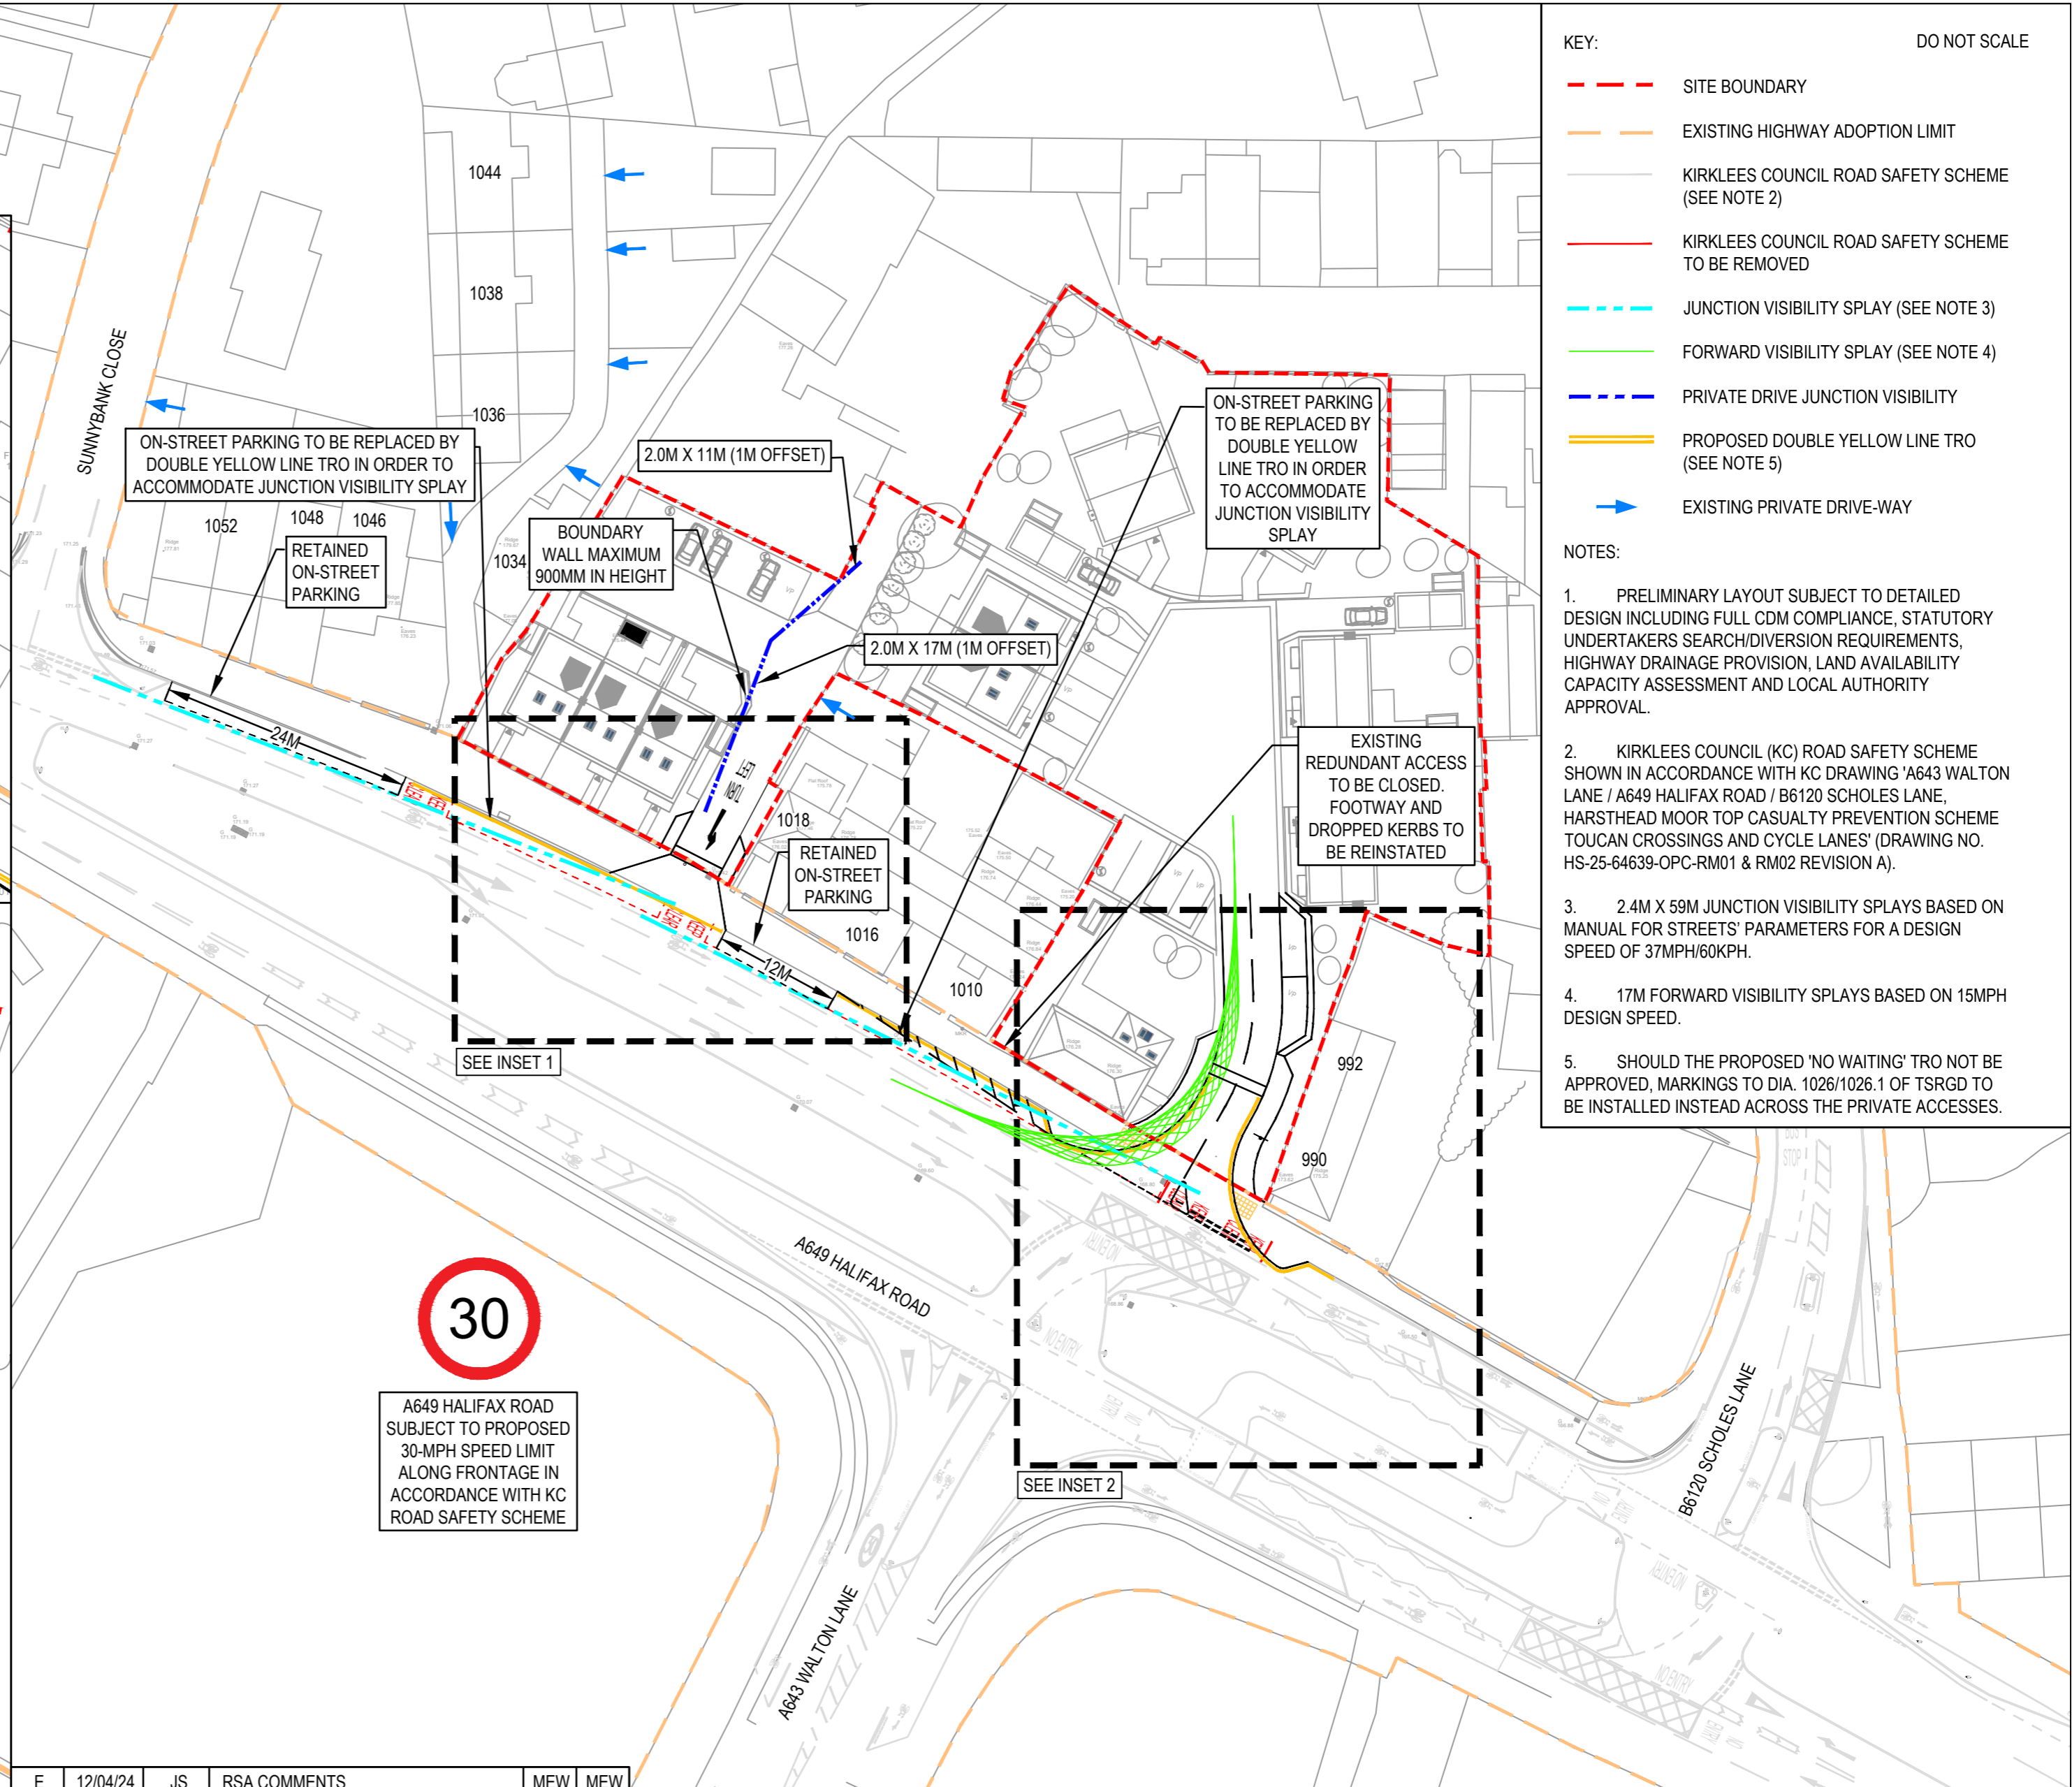 KEY:
DO NOT SCALE
SITE BOUNDARY
EXISTING HIGHWAY ADOPTION LIMIT
KIRKLEES COUNCIL ROAD SAFETY SCHEME
(SEE NOTE 2)
KIRKLEES COUNCIL ROAD SAFETY SCHEME
TO BE REMOVED
JUNCTION VISIBILITY SPLAY (SEE NOTE 3)
FORWARD VISIBILITY SPLAY (SEE NOTE 4)
PRIVATE DRIVE JUNCTION VISIBILITY
PROPOSED DOUBLE YELLOW LINE TRO
(SEE NOTE 5)
EXISTING PRIVATE DRIVE-WAY
NOTES:
1. PRELIMINARY LAYOUT SUBJECT TO DETAILED
DESIGN INCLUDING FULL CDM COMPLIANCE, STATUTORY
UNDERTAKERS SEARCH/DIVERSION REQUIREMENTS,
HIGHWAY DRAINAGE PROVISION, LAND AVAILABILITY
CAPACITY ASSESSMENT AND LOCAL AUTHORITY
APPROVAL.
2. KIRKLEES COUNCIL (KC) ROAD SAFETY SCHEME
SHOWN IN ACCORDANCE WITH KC DRAWING 'A643 WALTON
LANE / A649 HALIFAX ROAD / B6120 SCHOLES LANE,
HARSTHEAD MOOR TOP CASUALTY PREVENTION SCHEME
TOUCAN CROSSINGS AND CYCLE LANES' (DRAWING NO.
HS-25-64639-OPC-RM01 & RM02 REVISION A).
3. 2.4M X 59M JUNCTION VISIBILITY SPLAYS BASED ON
MANUAL FOR STREETS' PARAMETERS FOR A DESIGN
SPEED OF 37MPH/60KPH.
4. 17M FORWARD VISIBILITY SPLAYS BASED ON 15MPH
DESIGN SPEED.
5. SHOULD THE PROPOSED 'NO WAITING' TRO NOT BE
APPROVED, MARKINGS TO DIA. 1026/1026.1 OF TSRGD TO
BE INSTALLED INSTEAD ACROSS THE PRIVATE ACCESSES.
1044
1038
1036
SUNNYBANK CLOSE
ON-STREET PARKING TO BE REPLACED BY
DOUBLE YELLOW LINE TRO IN ORDER TO
ACCOMMODATE JUNCTION VISIBILITY SPLAY
2.0M X 11M (1M OFFSET)
ON-STREET PARKING
TO BE REPLACED BY
DOUBLE YELLOW
LINE TRO IN ORDER
TO ACCOMMODATE
JUNCTION VISIBILITY
SPLAY
1052
1048
1046
1034
RETAINED
ON-STREET
PARKING
BOUNDARY
WALL MAXIMUM
900MM IN HEIGHT
2.0M X 17M (1M OFFSET)
24M
TURN
LEFT
1018
RETAINED
ON-STREET
PARKING
1016
12M
1010
EXISTING
REDUNDANT ACCESS
TO BE CLOSED.
FOOTWAY AND
DROPPED KERBS TO
BE REINSTATED
992
990
SEE INSET 1
SEE INSET 2
A649 HALIFAX ROAD
NO ENTRY
NO ENTRY
NO ENTRY
NO ENTRY
BUS
STOP
30
A649 HALIFAX ROAD
SUBJECT TO PROPOSED
30-MPH SPEED LIMIT
ALONG FRONTAGE IN
ACCORDANCE WITH KC
ROAD SAFETY SCHEME
A643 WALTON LANE
B6120 SCHOLES LANE
12/04/24 JS RSA COMMENTS MEW MEW